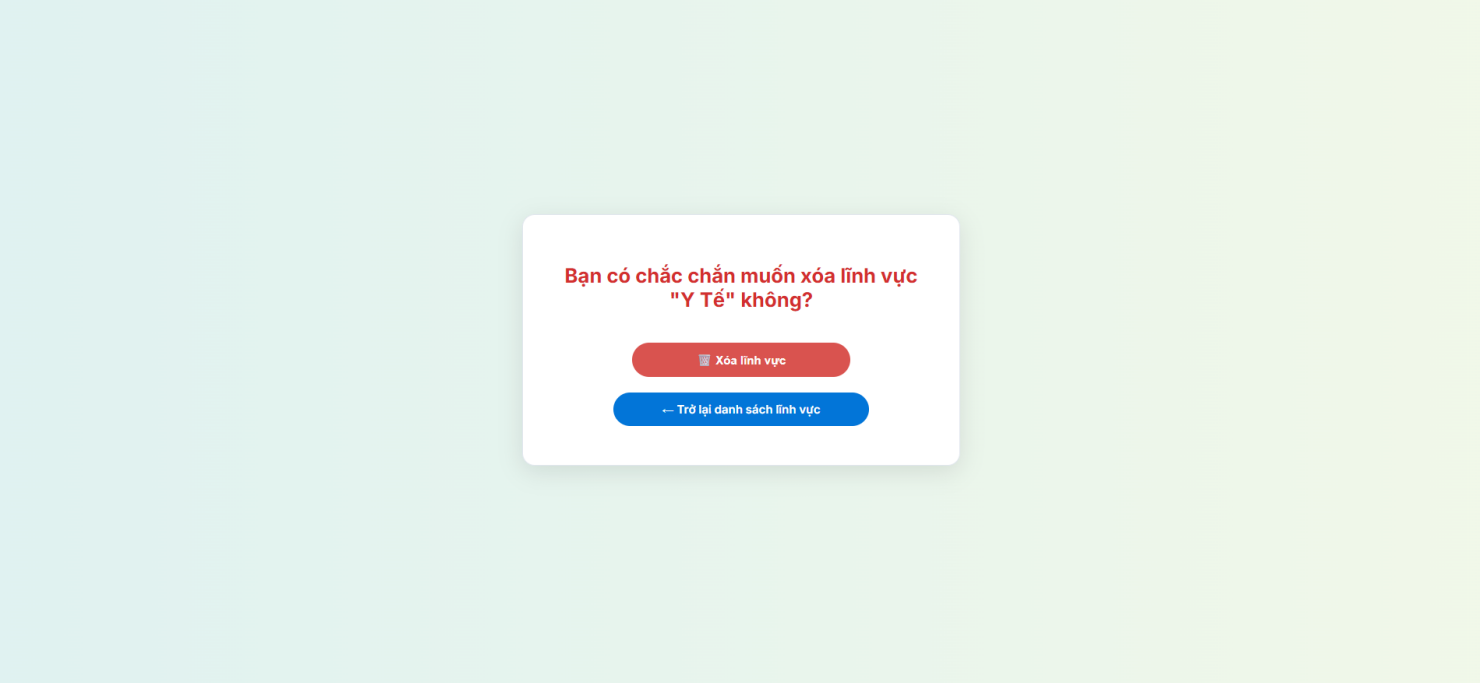 Bạn có chắc chắn muốn xóa lĩnh vực
"Y Tế" không?
🗑️ Xóa lĩnh vực
← Trở lại danh sách lĩnh vực